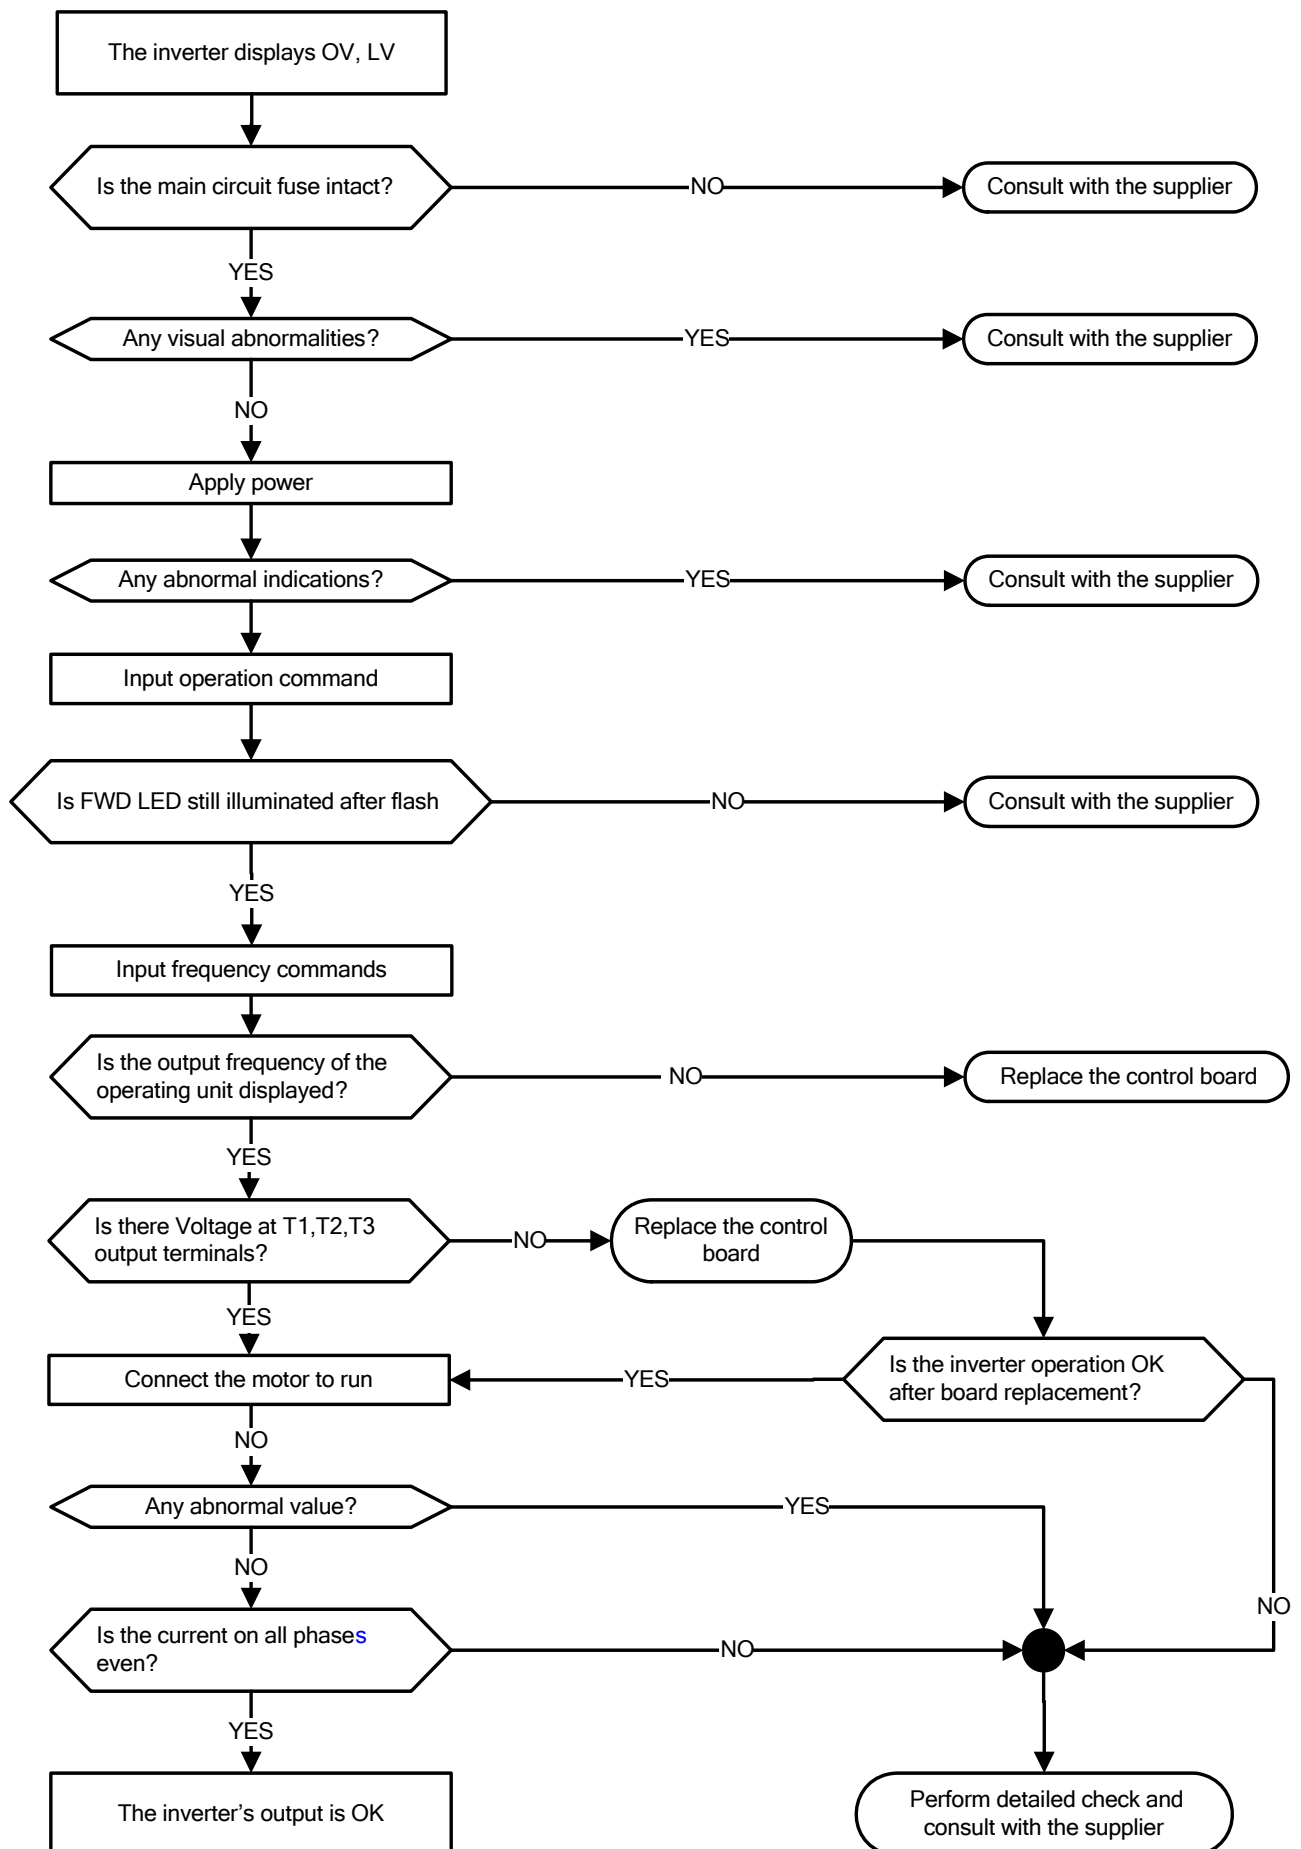 The inverter displays OV, LV
Is the main circuit fuse intact?
NO
Consult with the supplier
YES
Any visual abnormalities?
YES
Consult with the supplier
NO
Apply power
Any abnormal indications?
YES
Consult with the supplier
Input operation command
Is FWD LED still illuminated after flash
NO
Consult with the supplier
YES
Input frequency commands
Is the output frequency of the
operating unit displayed?
NO
Replace the control board
YES
Is there Voltage at T1,T2,T3
output terminals?
NO
Replace the control
board
YES
Connect the motor to run
YES
Is the inverter operation OK
after board replacement?
NO
Any abnormal value?
YES
NO
NO
Is the current on all phases
even?
NO
YES
The inverter’s output is OK
Perform detailed check and
consult with the supplier